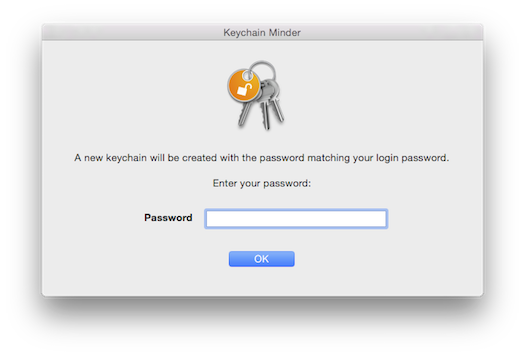 Keychain Minder
A new keychain will be created with the password matching your login password.
Enter your password:
Password
OK